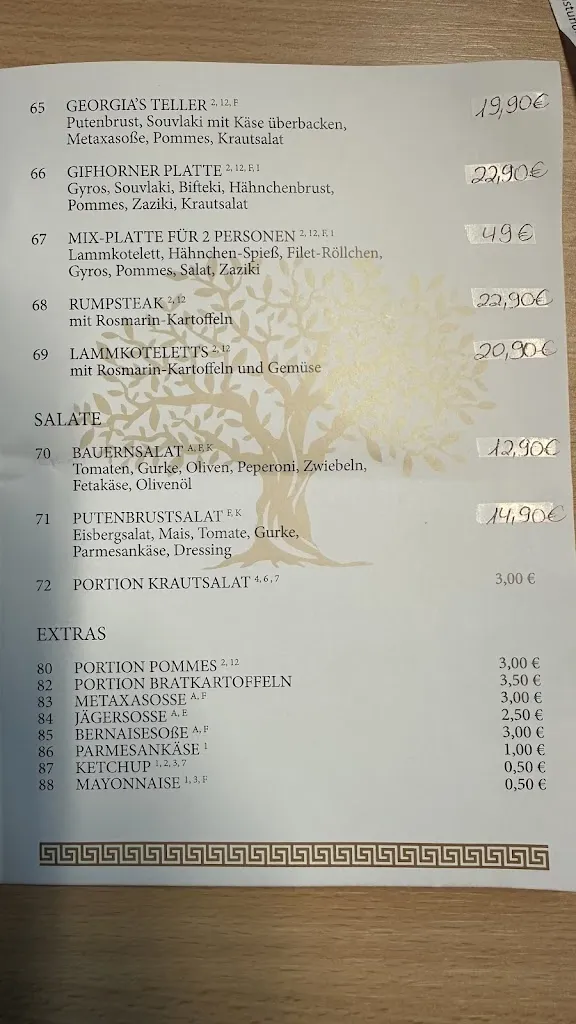 65 GEORGIA'S TELLER 2, 12, F 19,90€
Putenbrust, Souvlaki mit Käse überbacken,
Metaxasoße, Pommes, Krautsalat
66 GIFHORNER PLATTE 2, 12, F, 1 22,90€
Gyros, Souvlaki, Bifteki, Hähnchenbrust,
Pommes, Zaziki, Krautsalat
67 MIX-PLATTE FÜR 2 PERSONEN 2, 12, F, 1 49€
Lammkotelett, Hähnchen-Spieß, Filet-Röllchen,
Gyros, Pommes, Salat, Zaziki
68 RUMPSTEAK 2, 12 22,90€
mit Rosmarin-Kartoffeln
69 LAMMKOTELETTS 2, 12 20,90€
mit Rosmarin-Kartoffeln und Gemüse
SALATE
70 BAUERNSALAT A, F, K 12,90€
Tomaten, Gurke, Oliven, Peperoni, Zwiebeln,
Fetakäse, Olivenöl
71 PUTENBRUSTSALAT F, K 14,90€
Eisbergsalat, Mais, Tomate, Gurke,
Parmesankäse, Dressing
72 PORTION KRAUTSALAT 4, 6, 7 3,00 €
EXTRAS
80 PORTION POMMES 2, 12 3,00 €
82 PORTION BRATKARTOFFELN 3,50 €
83 METAXASOSSE A, F 3,00 €
84 JÄGERSOSSE A, F 2,50 €
85 BERNAISESOßE A, F 3,00 €
86 PARMESANKÄSE 1 1,00 €
87 KETCHUP 1, 2, 3, 7 0,50 €
88 MAYONNAISE 1, 3, F 0,50 €